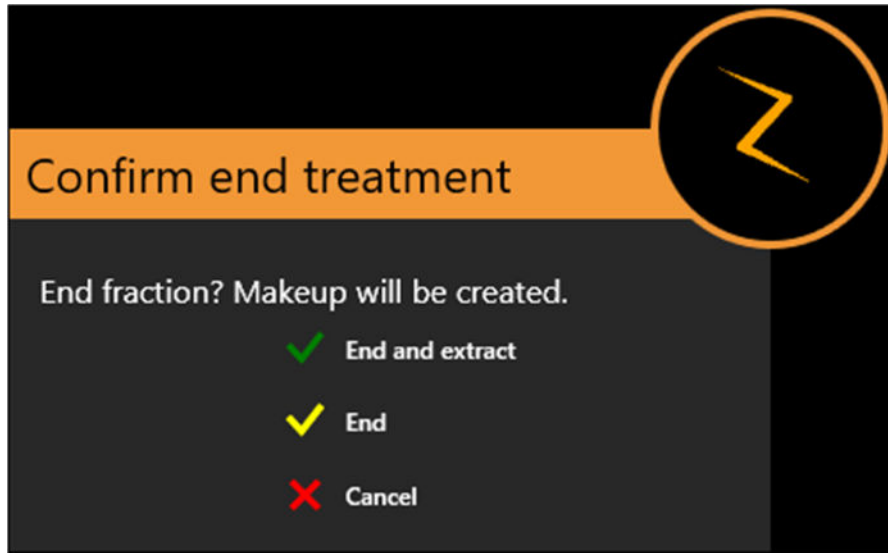 Confirm end treatment
End fraction? Makeup will be created.
End and extract
End
Cancel